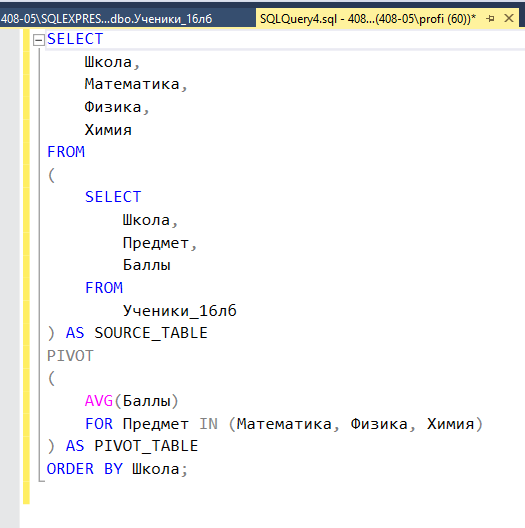 408-05\SQLEXPRES...dbo.Ученики_16лб
SQLQuery4.sql - 408...(408-05\profi (60))*
SELECT
Школа,
Математика,
Физика,
Химия
FROM
(
SELECT
Школа,
Предмет,
Баллы
FROM
Ученики_16лб
) AS SOURCE_TABLE
PIVOT
(
AVG(Баллы)
FOR Предмет IN (Математика, Физика, Химия)
) AS PIVOT_TABLE
ORDER BY Школа;